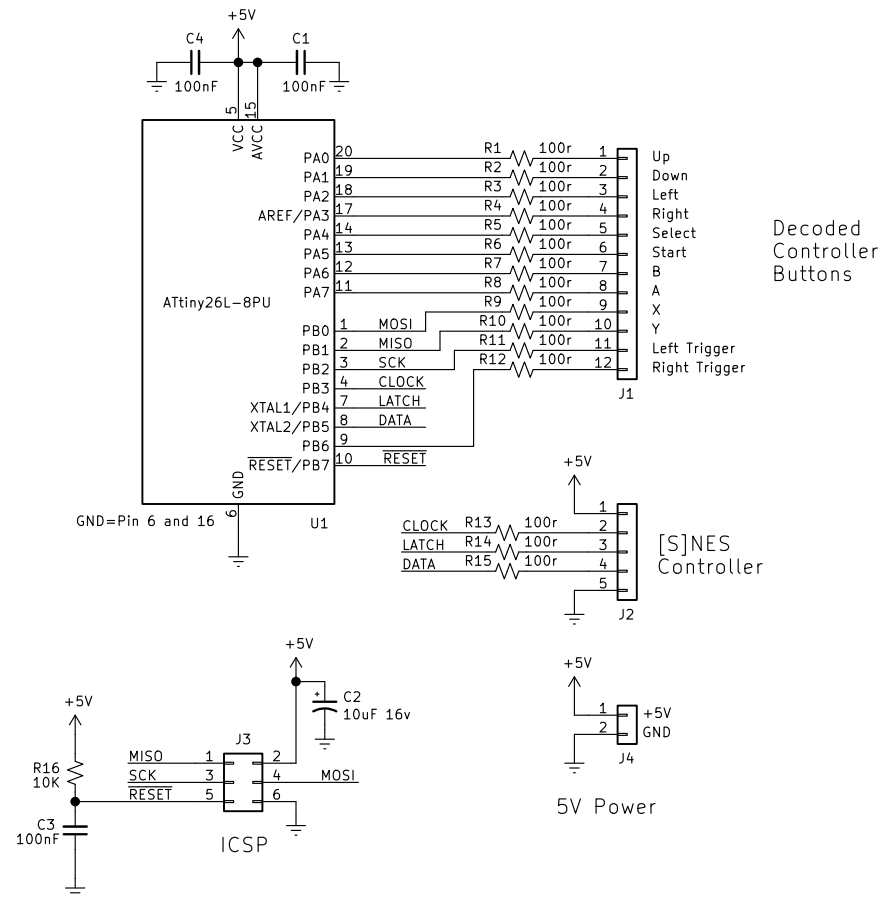 +5V
C4 C1
100nF 100nF
5 15
VCC AVCC
PA0 20 R1 100r 1 Up
PA1 19 R2 100r 2 Down
PA2 18 R3 100r 3 Left
AREF/PA3 17 R4 100r 4 Right
PA4 14 R5 100r 5 Select
PA5 13 R6 100r 6 Start
PA6 12 R7 100r 7 B
PA7 11 R8 100r 8 A
R9 100r 9 X
PB0 1 MOSI R10 100r 10 Y
PB1 2 MISO R11 100r 11 Left Trigger
PB2 3 SCK R12 100r 12 Right Trigger
PB3 4 CLOCK
XTAL1/PB4 7 LATCH
XTAL2/PB5 8 DATA
PB6 9
RESET/PB7 10 RESET
ATtiny26L-8PU
J1
Decoded
Controller
Buttons
GND
6
GND=Pin 6 and 16
U1
+5V
1
CLOCK R13 100r 2
LATCH R14 100r 3
DATA R15 100r 4
5
J2
[S]NES
Controller
+5V
C2
+
10uF 16v
+5V
J3
R16
10K
MISO 1 2
SCK 3 4 MOSI
RESET 5 6
C3
100nF
ICSP
+5V
1 +5V
2 GND
J4
5V Power